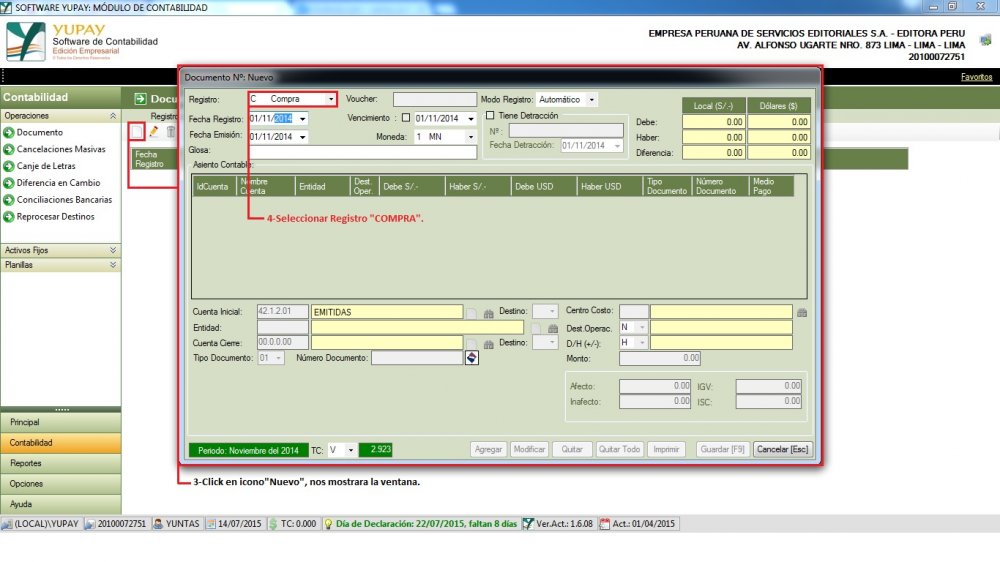 SOFTWARE YUPAY: MÓDULO DE CONTABILIDAD
YUPAY
Software de Contabilidad
Edición Empresarial
EMPRESA PERUANA DE SERVICIOS EDITORIALES S.A. - EDITORA PERU
AV. ALFONSO UGARTE NRO. 873 LIMA - LIMA - LIMA
20100072751
Favoritos
Contabilidad
Operaciones
Documento
Cancelaciones Masivas
Canje de Letras
Diferencia en Cambio
Conciliaciones Bancarias
Reprocesar Destinos
Activos Fijos
Planillas
Principal
Contabilidad
Reportes
Opciones
Ayuda
Docu
Registro
Fecha Registro
Documento Nº: Nuevo
Registro: C Compra Voucher: Modo Registro: Automático
Local (S/.-) Dólares ($)
Fecha Registro: 01/11/2014 Vencimiento : 01/11/2014 Tiene Detracción
Nº :
Debe: 0.00 0.00
Fecha Emisión: 01/11/2014 Moneda: 1 MN
Haber: 0.00 0.00
Glosa: Fecha Detracción: 01/11/2014
Diferencia: 0.00 0.00
Asiento Contable:
IdCuenta Nombre Cuenta Entidad Dest. Oper. Debe S/.- Haber S/.- Debe USD Haber USD Tipo Documento Número Documento Medio Pago
4-Seleccionar Registro "COMPRA".
Cuenta Inicial: 42.1.2.01 EMITIDAS Destino: Centro Costo:
Entidad: Dest.Operac. N
Cuenta Cierre: 00.0.0.00 Destino: D/H (+/-): H
Tipo Documento: 01 Número Documento: Monto: 0.00
Afecto: 0.00 IGV: 0.00
Inafecto: 0.00 ISC: 0.00
Periodo: Noviembre del 2014 TC: V 2.923 Agregar Modificar Quitar Quitar Todo Imprimir Guardar [F9] Cancelar [Esc]
3-Click en icono"Nuevo", nos mostrara la ventana.
(LOCAL)\YUPAY 20100072751 YUNTAS 14/07/2015 TC: 0.000 Día de Declaración: 22/07/2015, faltan 8 días Ver.Act.: 1.6.08 Act.: 01/04/2015